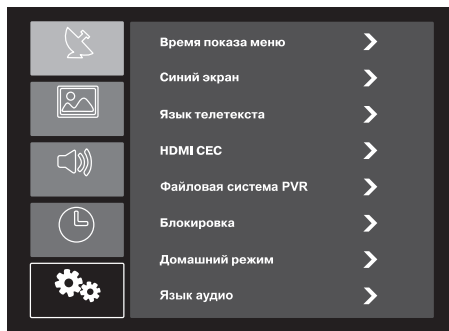 Время показа меню
Синий экран
Язык телетекста
HDMI CEC
Файловая система PVR
Блокировка
Домашний режим
Язык аудио